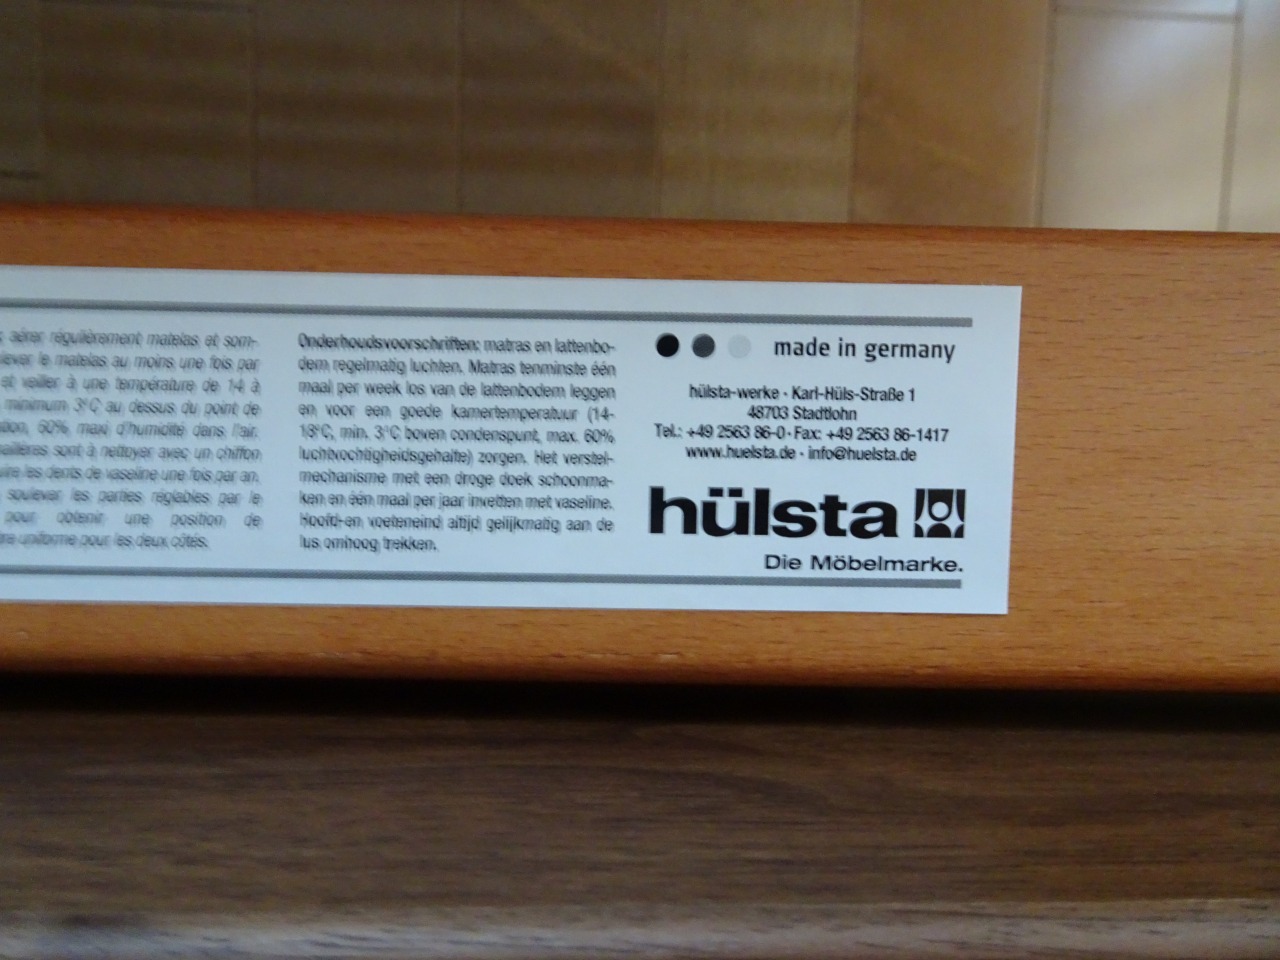 aérer régulièrement matelas et som-
lever le matelas au moins une fois par
et veiller à une température de 14 à
minimum 3°C au dessus du point de
60% maxi d'humidité dans l'air.
sont à nettoyer avec un chiffon
les dents de vaseline une fois par an.
soulever les parties réglables par le
pour obtenir une position de
uniforme pour les deux côtés.
Onderhoudsvoorschriften: matras en lattenbo-
dem regelmatig luchten. Matras tenminste één
maal per week los van de lattenbodem leggen
en voor een goede kamertemperatuur (14-
18°C, min. 3°C boven condenspunt, max. 60%
luchtvochtigheidsgehalte) zorgen. Het verstel-
mechanisme met een droge doek schoonma-
ken en één maal per jaar invetten met vaseline.
Hoofd-en voeteneind altijd gelijkmatig aan de
lus omhoog trekken.
made in germany
hülsta-werke · Karl-Hüls-Straße 1
48703 Stadtlohn
Tel.: +49 2563 86-0 · Fax: +49 2563 86-1417
www.huelsta.de · info@huelsta.de
hülsta
Die Möbelmarke.